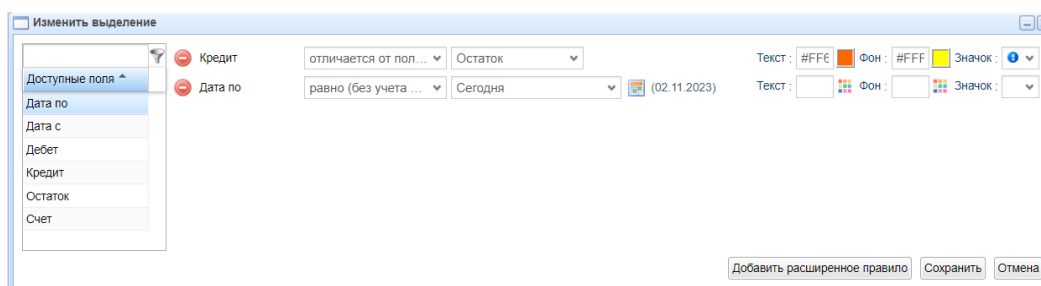 Изменить выделение
Кредит отличается от пол... Остаток Текст : #FF6 Фон : #FFF Значок :
Доступные поля
Дата по равно (без учета ... Сегодня (02.11.2023) Текст : Фон : Значок :
Дата по
Дата с
Дебет
Кредит
Остаток
Счет
Добавить расширенное правило Сохранить Отмена